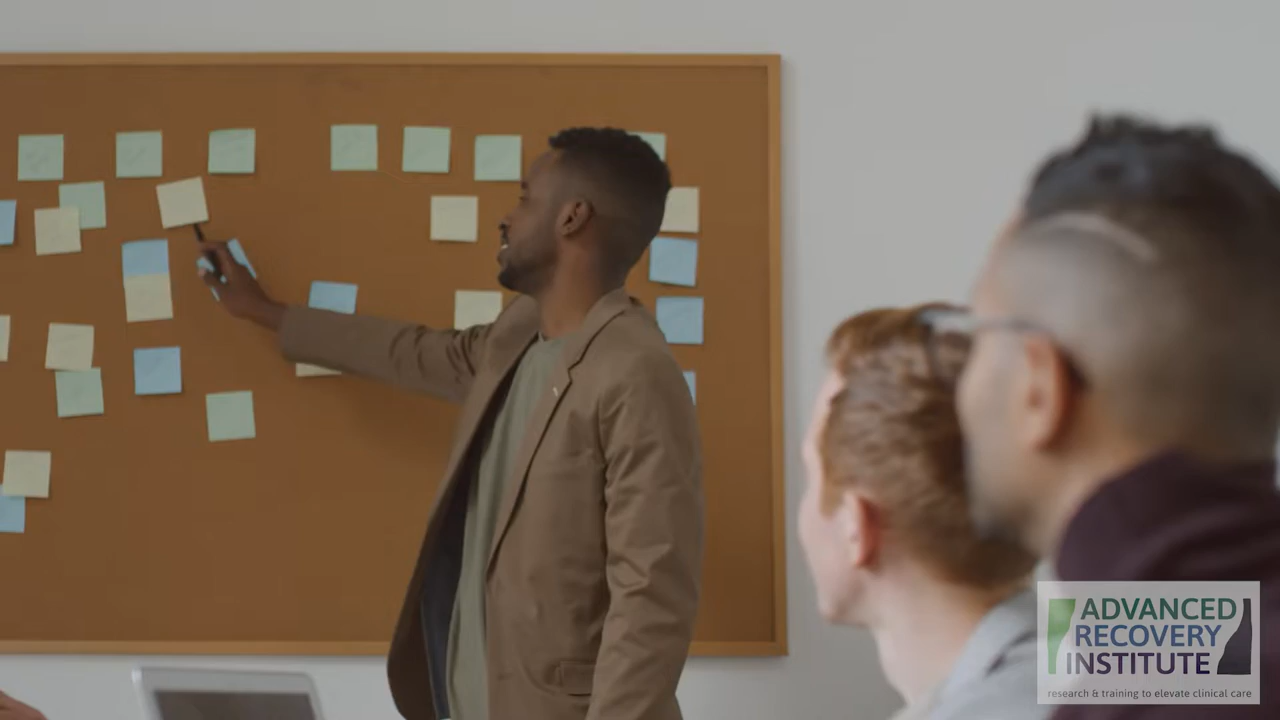 ADVANCED
RECOVERY
INSTITUTE
research & training to elevate clinical care